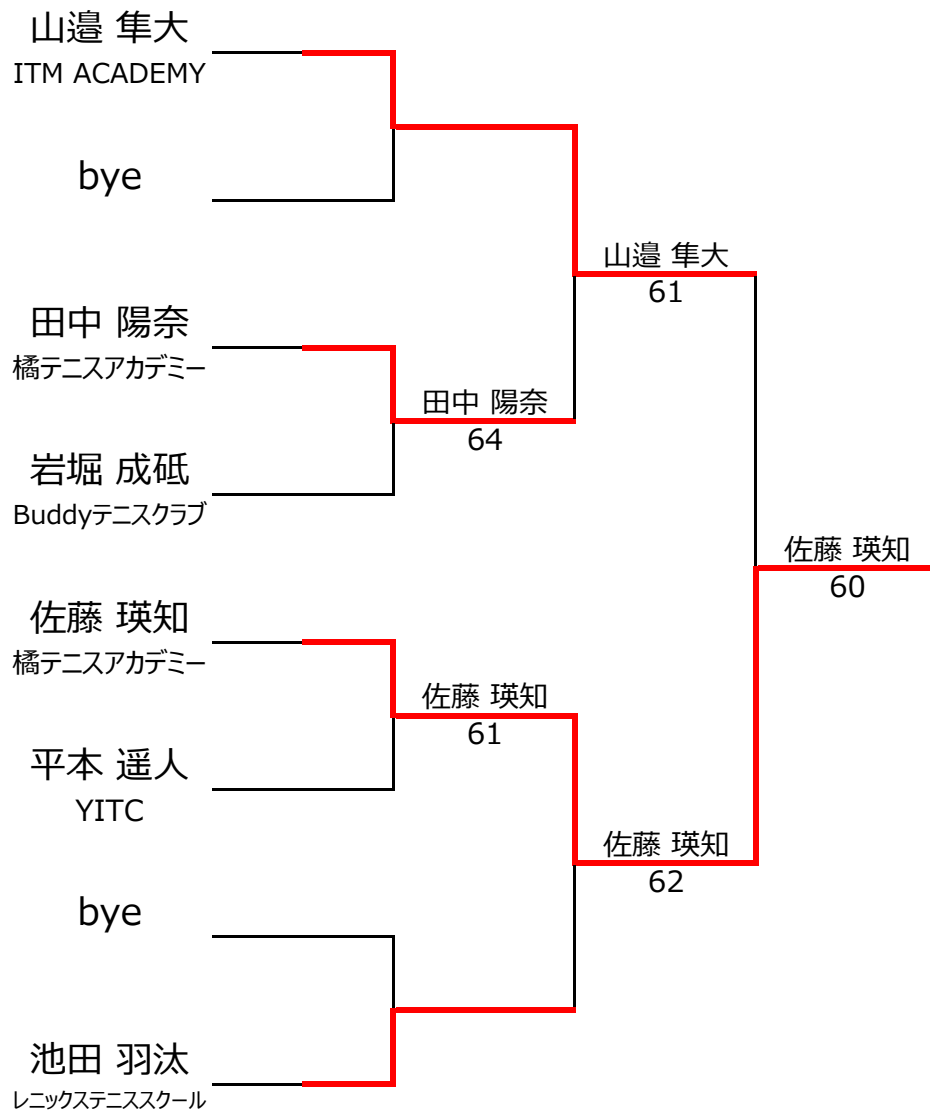 山邉 隼大
ITM ACADEMY
bye
山邉 隼大
61
田中 陽奈
橘テニスアカデミー
田中 陽奈
64
岩堀 成砥
Buddyテニスクラブ
佐藤 瑛知
60
佐藤 瑛知
橘テニスアカデミー
佐藤 瑛知
61
平本 遥人
YITC
佐藤 瑛知
62
bye
池田 羽汰
レニックステニススクール